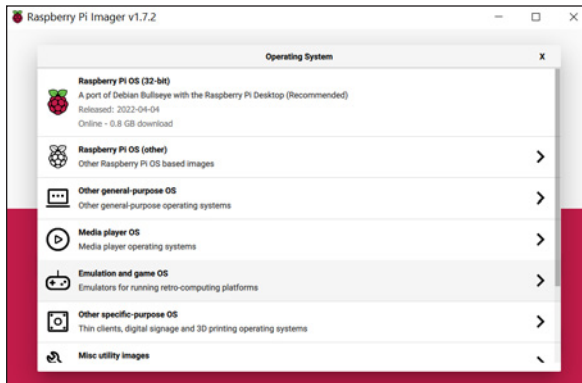 Raspberry Pi Imager v1.7.2
Operating System
X
Raspberry Pi OS (32-bit)
A port of Debian Bullseye with the Raspberry Pi Desktop (Recommended)
Released: 2022-04-04
Online - 0.8 GB download
Raspberry Pi OS (other)
Other Raspberry Pi OS based images
Other general-purpose OS
Other general-purpose operating systems
Media player OS
Media player operating systems
Emulation and game OS
Emulators for running retro-computing platforms
Other specific-purpose OS
Thin clients, digital signage and 3D printing operating systems
Misc utility images